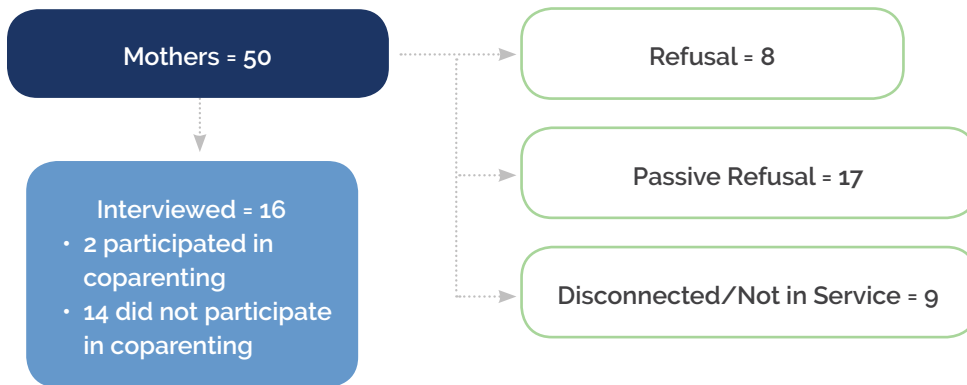 Mothers = 50
Refusal = 8
Passive Refusal = 17
Interviewed = 16
• 2 participated in
coparenting
• 14 did not participate
in coparenting
Disconnected/Not in Service = 9